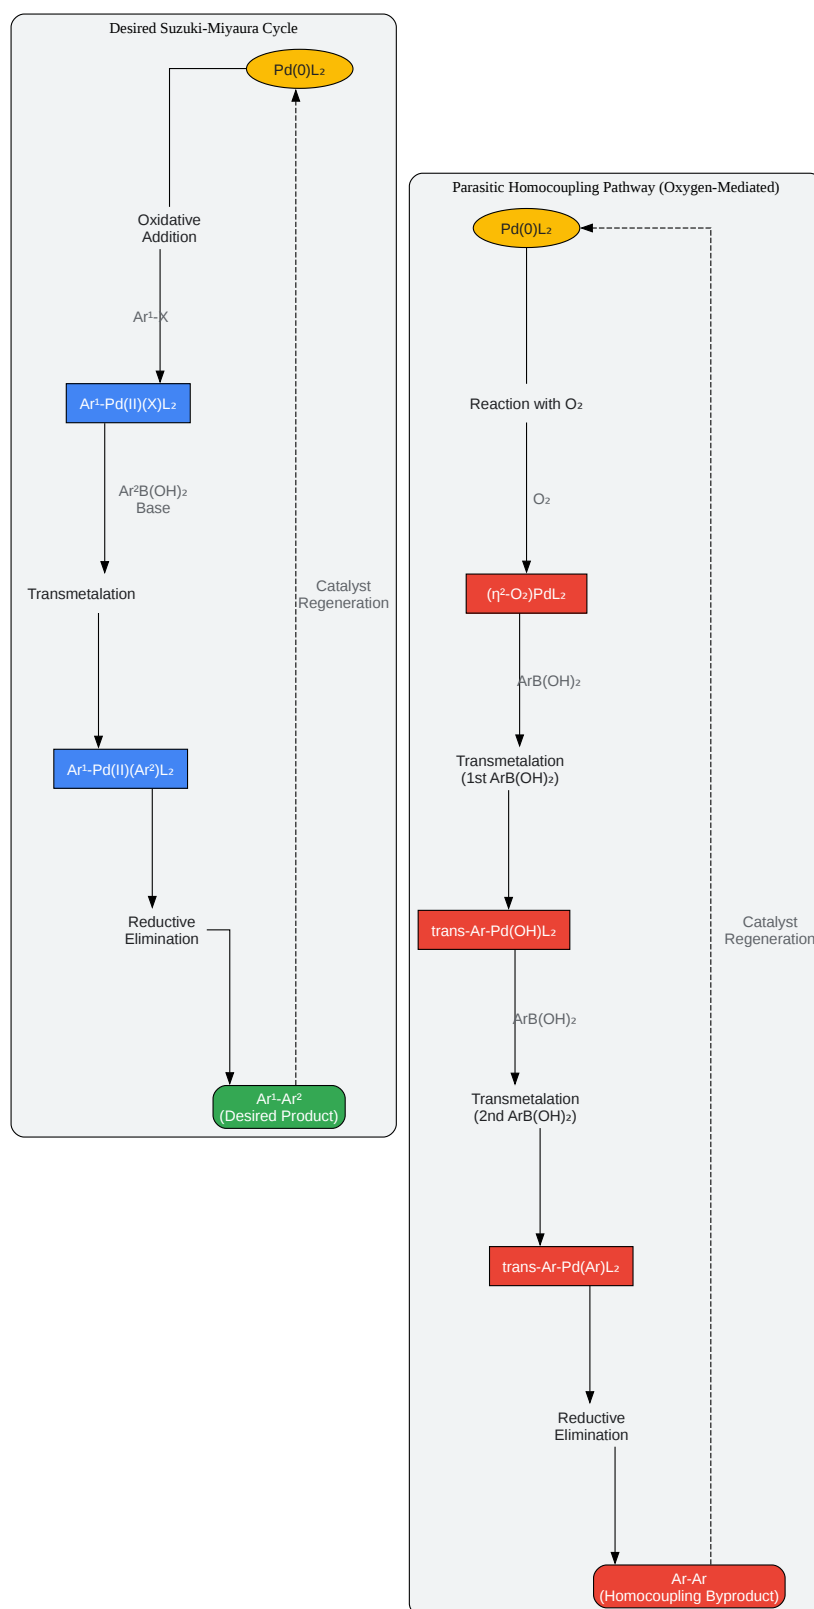 Desired Suzuki-Miyaura Cycle
Pd(0)L₂
Oxidative
Addition
Ar¹-X
Ar¹-Pd(II)(X)L₂
Ar²B(OH)₂
Base
Transmetalation
Catalyst
Regeneration
Ar¹-Pd(II)(Ar²)L₂
Reductive
Elimination
Ar¹-Ar²
(Desired Product)
Parasitic Homocoupling Pathway (Oxygen-Mediated)
Pd(0)L₂
Reaction with O₂
O₂
(η²-O₂)PdL₂
ArB(OH)₂
Transmetalation
(1st ArB(OH)₂)
trans-Ar-Pd(OH)L₂
Catalyst
Regeneration
ArB(OH)₂
Transmetalation
(2nd ArB(OH)₂)
trans-Ar-Pd(Ar)L₂
Reductive
Elimination
Ar-Ar
(Homocoupling Byproduct)